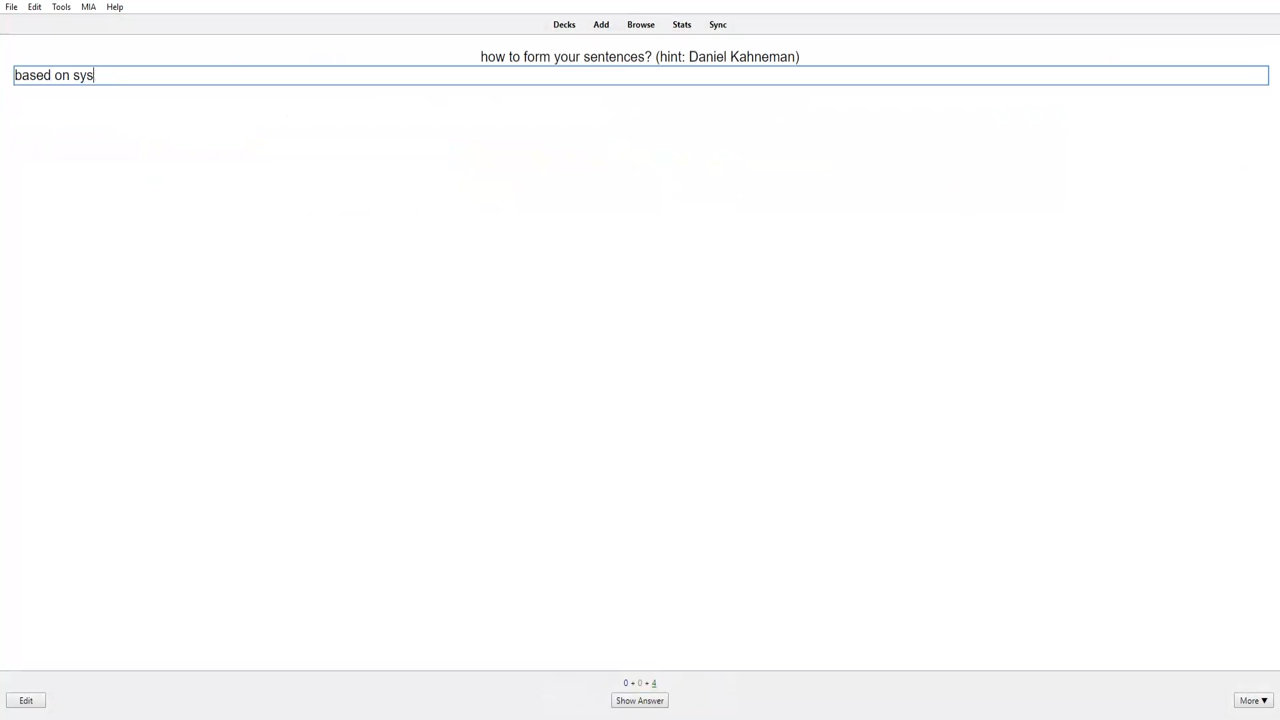 File Edit Tools MIA Help
Decks Add Browse Stats Sync
how to form your sentences? (hint: Daniel Kahneman)
based on sys
0 + 0 + 4
Edit Show Answer More ▼